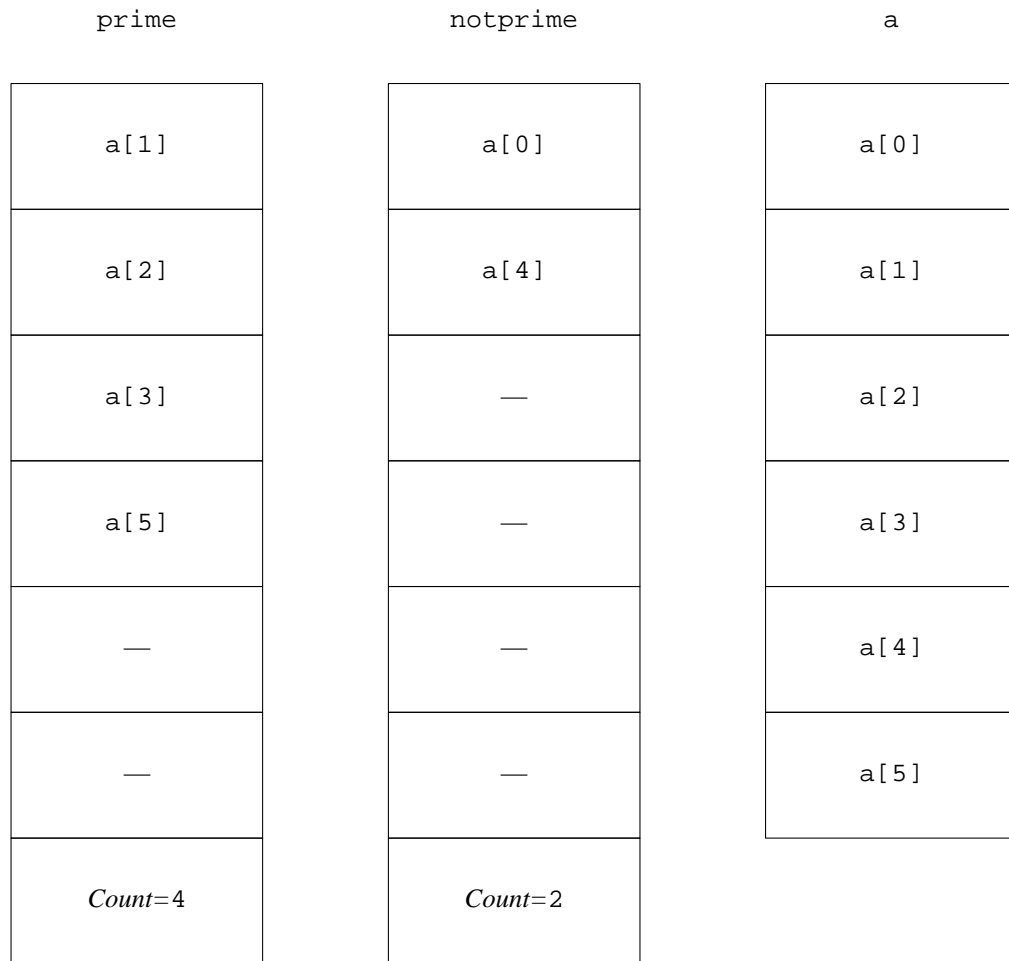 prime notprime a
a[1] a[0] a[0]
a[2] a[4] a[1]
a[3] — a[2]
a[5] — a[3]
— — a[4]
— — a[5]
Count=4 Count=2